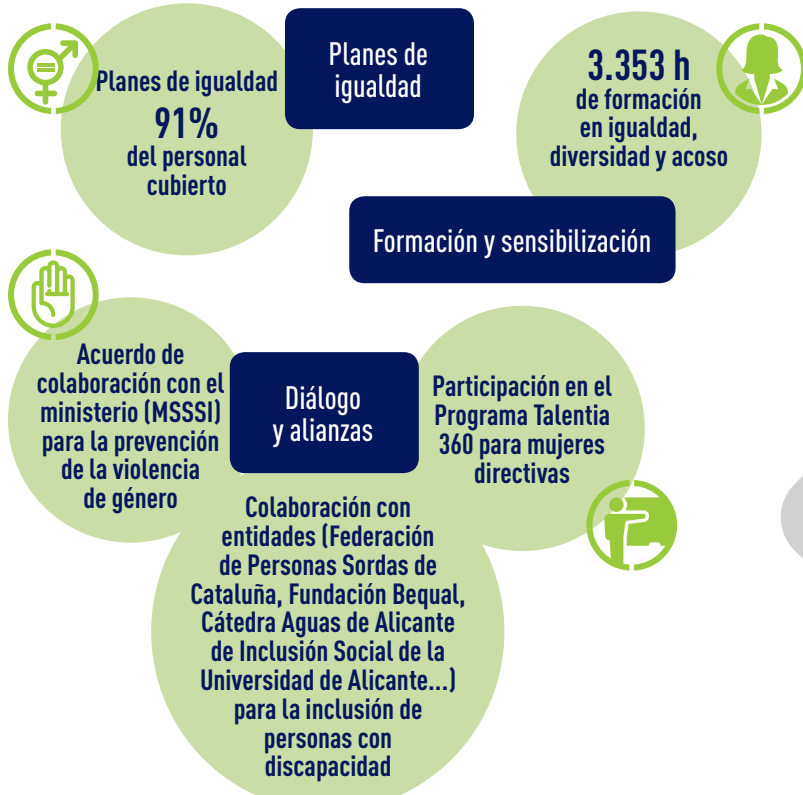 Planes de igualdad
91%
del personal
cubierto
Planes de
igualdad
3.353 h
de formación
en igualdad,
diversidad y acoso
Formación y sensibilización
Acuerdo de
colaboración con el
ministerio (MSSSI)
para la prevención
de la violencia
de género
Diálogo
y alianzas
Participación en el
Programa Talentia
360 para mujeres
directivas
Colaboración con
entidades (Federación
de Personas Sordas de
Cataluña, Fundación Bequal,
Cátedra Aguas de Alicante
de Inclusión Social de la
Universidad de Alicante...)
para la inclusión de
personas con
discapacidad